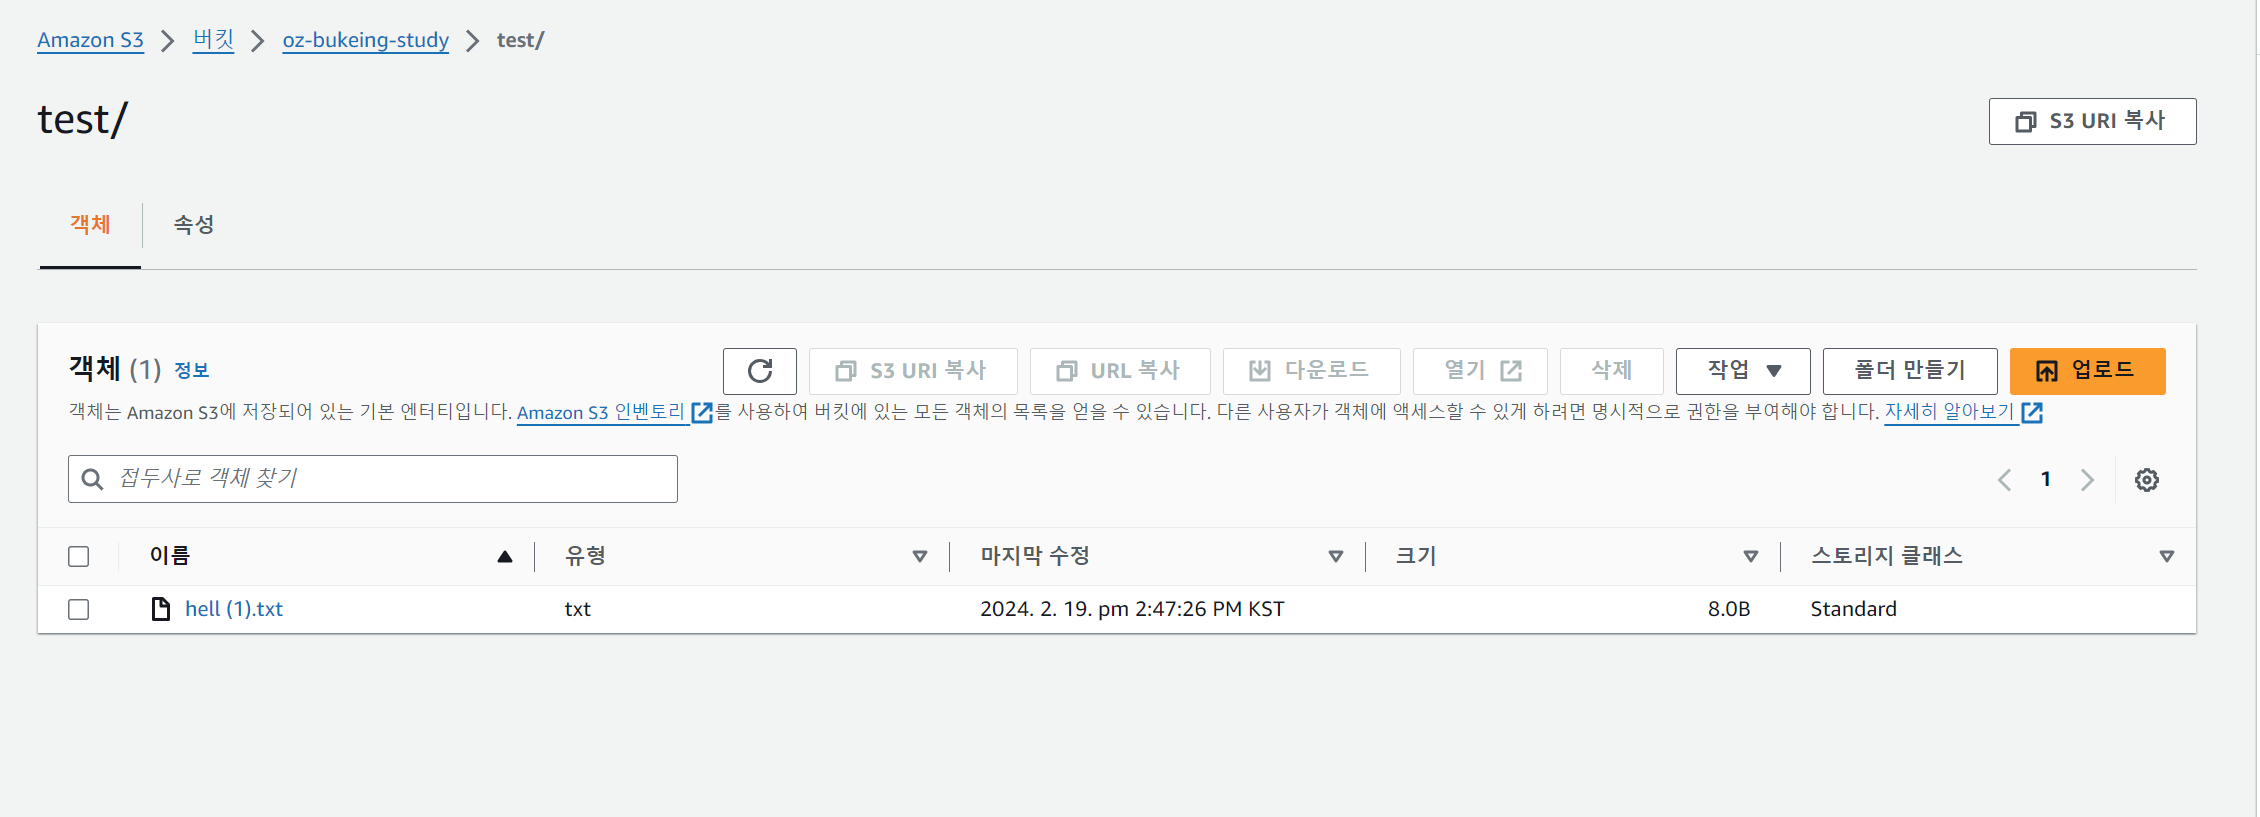 Amazon S3 > 버킷 > oz-bukeing-study > test/
test/
S3 URI 복사
객체 속성
객체 (1) 정보 S3 URI 복사 URL 복사 다운로드 열기 삭제 작업 ▼ 폴더 만들기 업로드
객체는 Amazon S3에 저장되어 있는 기본 엔터티입니다. Amazon S3 인벤토리 를 사용하여 버킷에 있는 모든 객체의 목록을 얻을 수 있습니다. 다른 사용자가 객체에 액세스할 수 있게 하려면 명시적으로 권한을 부여해야 합니다. 자세히 알아보기
접두사로 객체 찾기 < 1 >
이름 유형 마지막 수정 크기 스토리지 클래스
hell (1).txt txt 2024. 2. 19. pm 2:47:26 PM KST 8.0B Standard